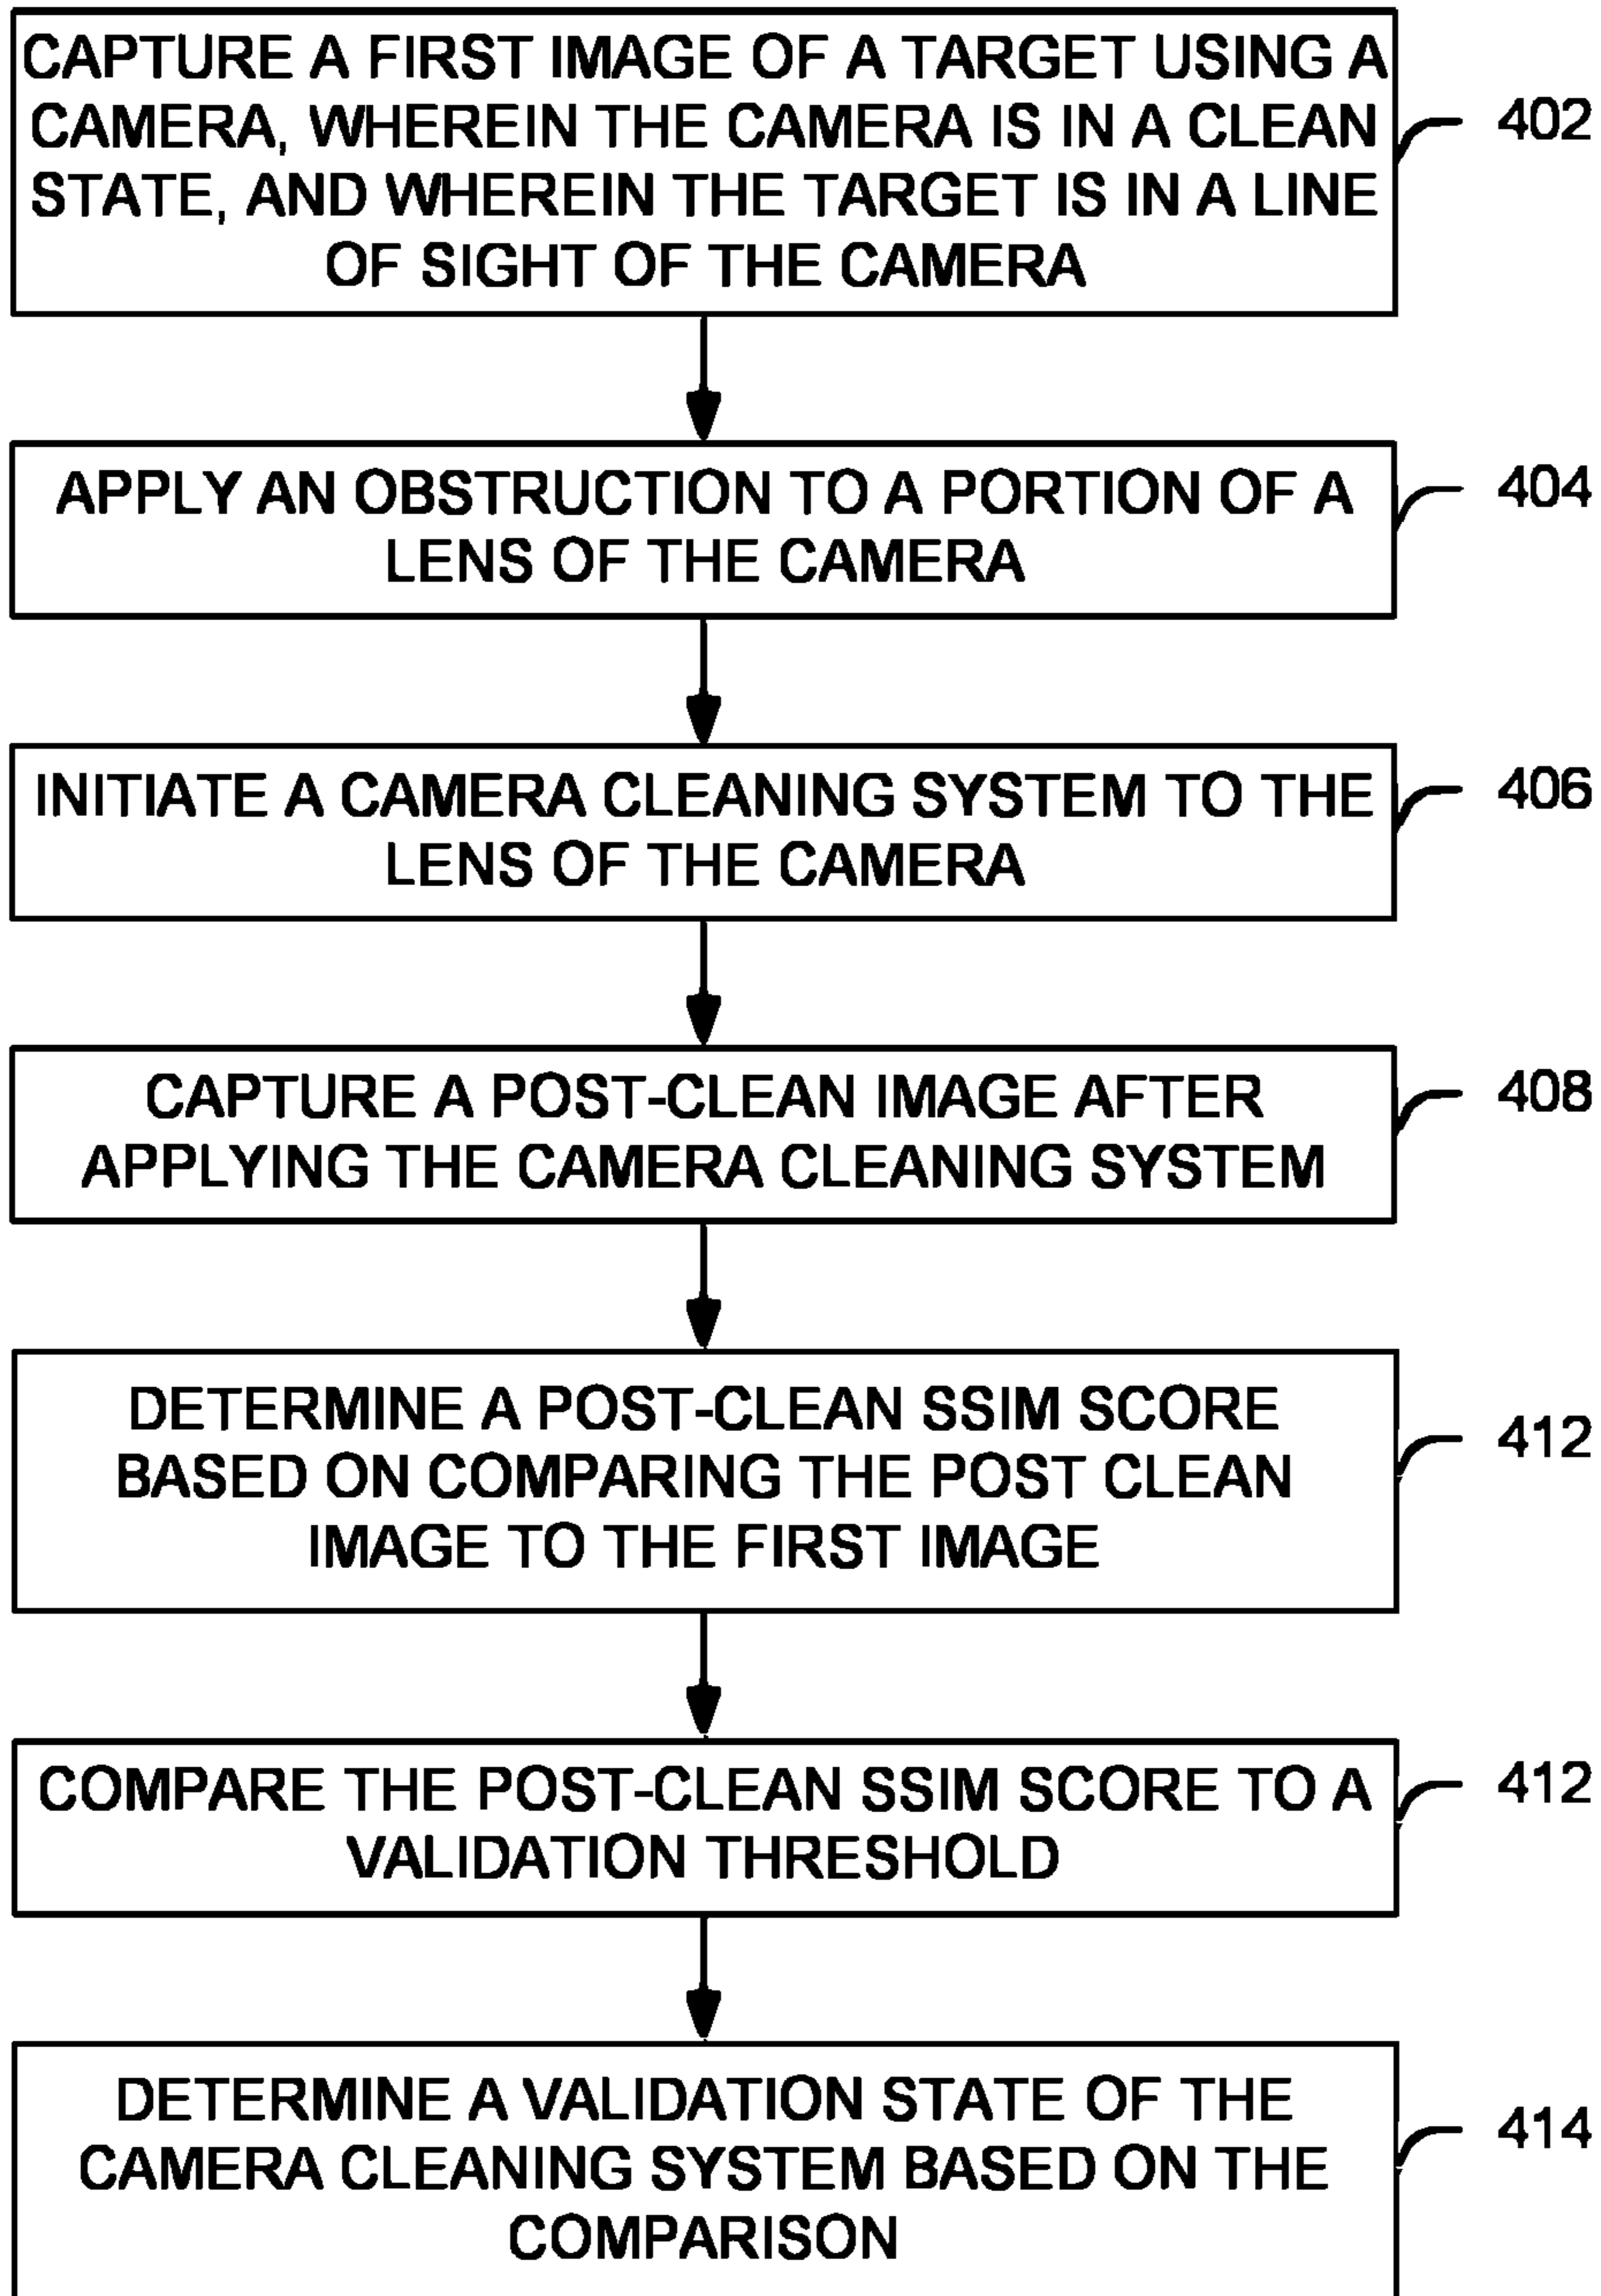 CAPTURE A FIRST IMAGE OF A TARGET USING A
CAMERA, WHEREIN THE CAMERA IS IN A CLEAN
STATE, AND WHEREIN THE TARGET IS IN A LINE
OF SIGHT OF THE CAMERA
402
APPLY AN OBSTRUCTION TO A PORTION OF A
LENS OF THE CAMERA
404
INITIATE A CAMERA CLEANING SYSTEM TO THE
LENS OF THE CAMERA
406
CAPTURE A POST-CLEAN IMAGE AFTER
APPLYING THE CAMERA CLEANING SYSTEM
408
DETERMINE A POST-CLEAN SSIM SCORE
BASED ON COMPARING THE POST CLEAN
IMAGE TO THE FIRST IMAGE
412
COMPARE THE POST-CLEAN SSIM SCORE TO A
VALIDATION THRESHOLD
412
DETERMINE A VALIDATION STATE OF THE
CAMERA CLEANING SYSTEM BASED ON THE
COMPARISON
414